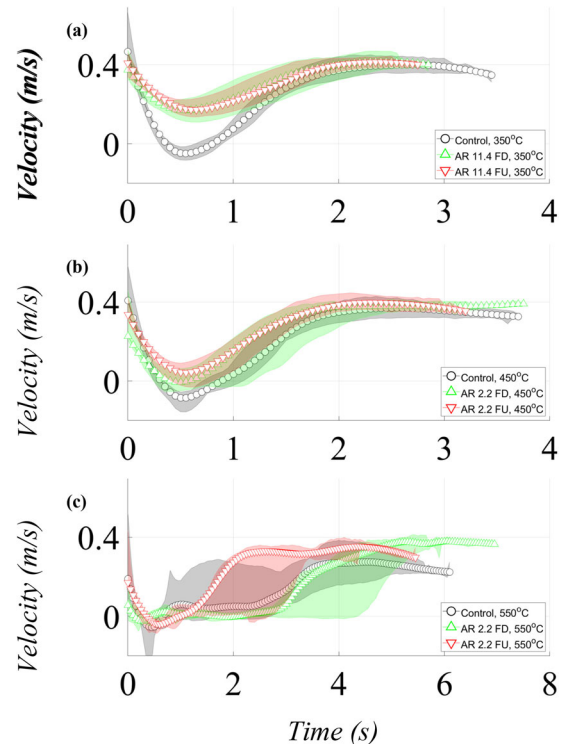 (a)
Velocity (m/s)
0.4
0
Control, 350°C
AR 11.4 FD, 350°C
AR 11.4 FU, 350°C
0 1 2 3 4
(b)
Velocity (m/s)
0.4
0
Control, 450°C
AR 2.2 FD, 450°C
AR 2.2 FU, 450°C
0 1 2 3 4
(c)
Velocity (m/s)
0.4
0
Control, 550°C
AR 2.2 FD, 550°C
AR 2.2 FU, 550°C
0 2 4 6 8
Time (s)